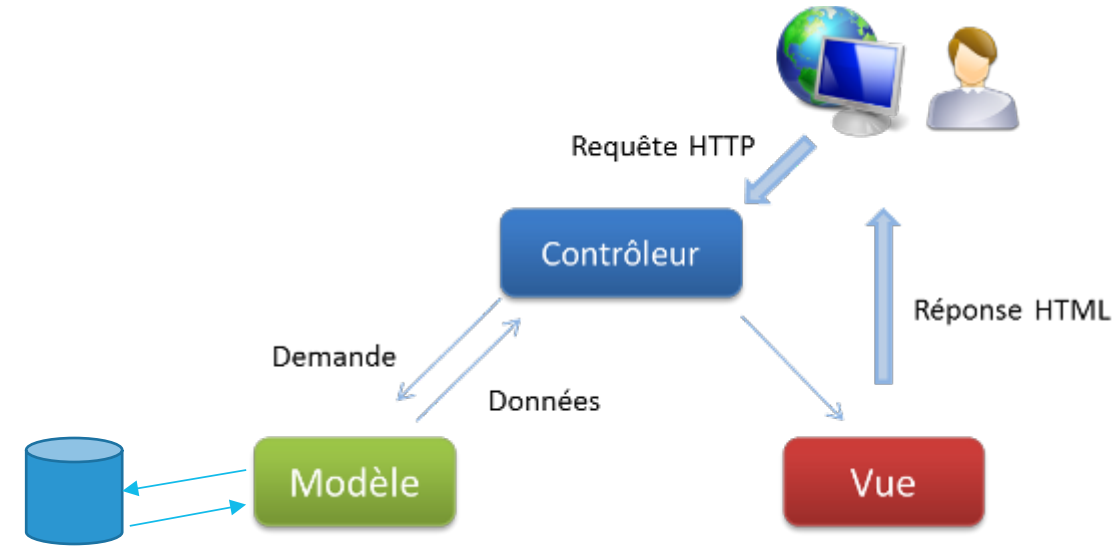 Requête HTTP
Contrôleur
Réponse HTML
Demande
Données
Modèle
Vue